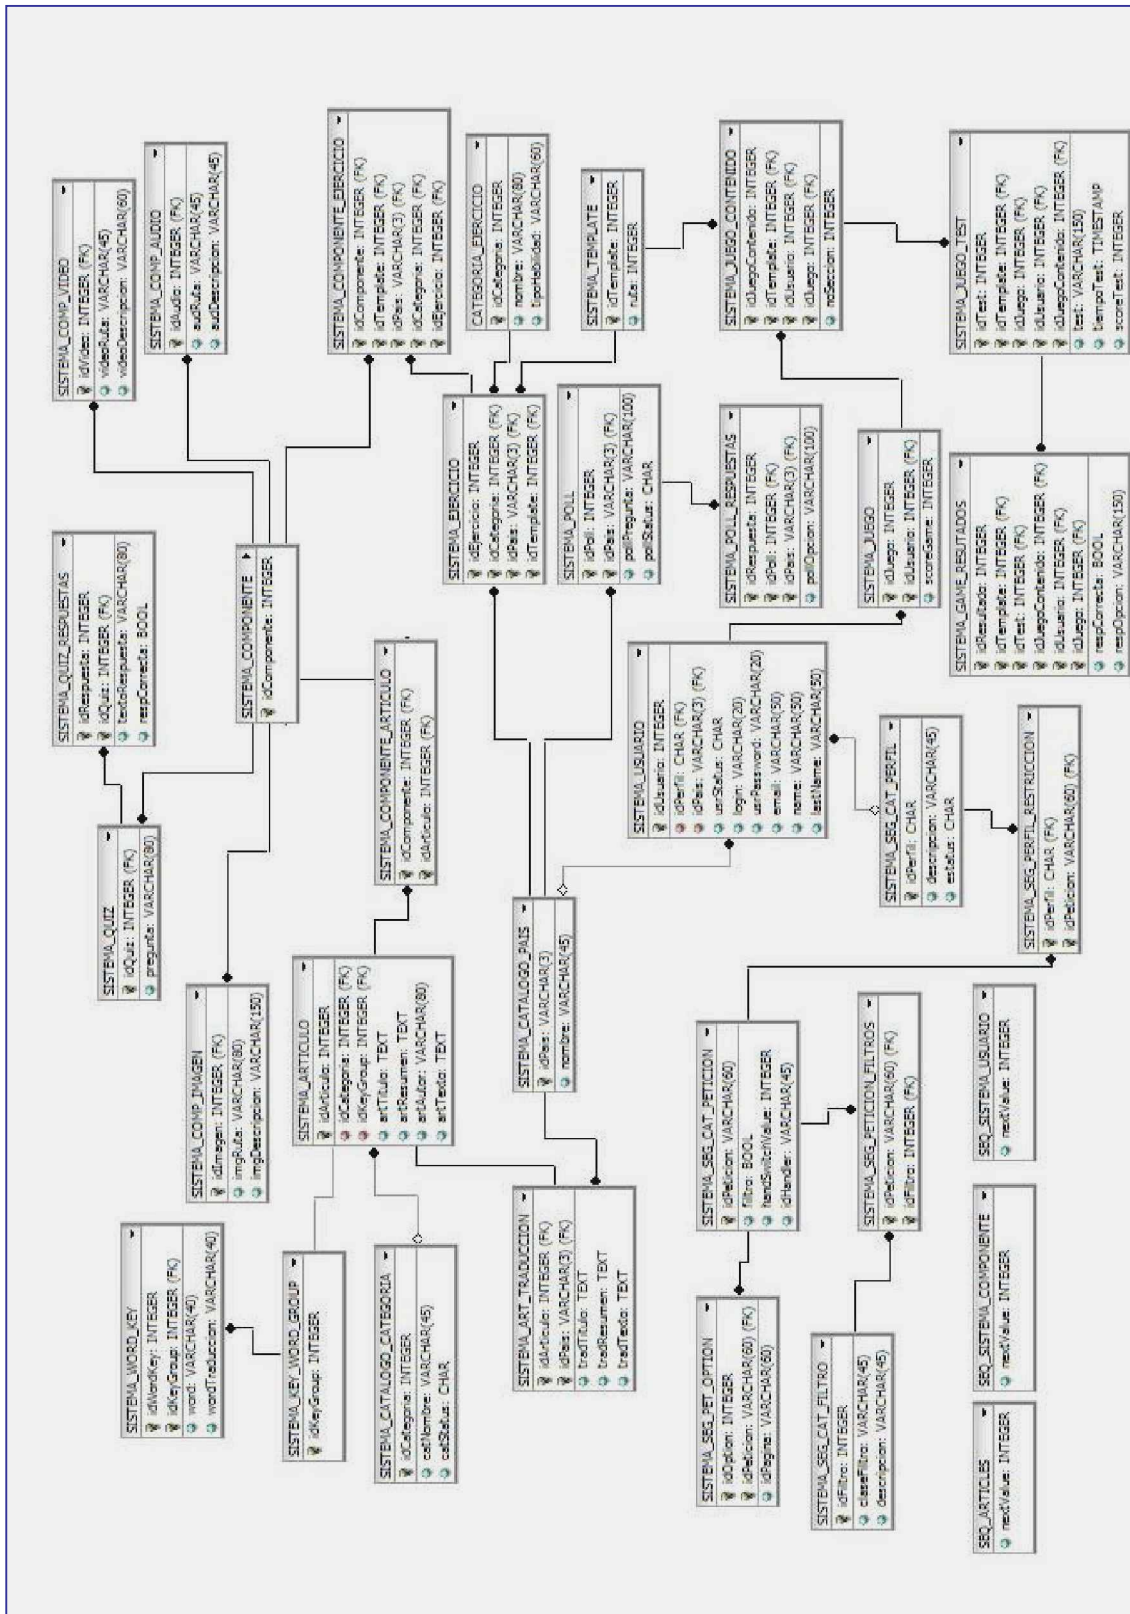 SISTEMA_WORD_KEY
idWordKey: INTEGER
idKeyGroup: INTEGER (FK)
word: VARCHAR(40)
wordTraduccion: VARCHAR(40)
SISTEMA_COMP_IMAGEN
idImagen: INTEGER (FK)
imgRuta: VARCHAR(80)
imgDescripcion: VARCHAR(150)
SISTEMA_QUIZ
idQuiz: INTEGER (FK)
pregunta: VARCHAR(80)
SISTEMA_QUIZ_RESPUESTAS
idRespuesta: INTEGER
idQuiz: INTEGER (FK)
textoRespuesta: VARCHAR(80)
respCorrecta: BOOL
SISTEMA_COMP_VIDEO
idVideo: INTEGER (FK)
videoRuta: VARCHAR(45)
videoDescripcion: VARCHAR(60)
SISTEMA_COMP_AUDIO
idAudio: INTEGER (FK)
audRuta: VARCHAR(45)
audDescripcion: VARCHAR(45)
SISTEMA_KEY_WORD_GROUP
idKeyGroup: INTEGER
SISTEMA_COMPONENTE
idComponente: INTEGER
SISTEMA_CATALOGO_CATEGORIA
idCategoria: INTEGER
catNombre: VARCHAR(45)
catStatus: CHAR
SISTEMA_ARTICULO
idArticulo: INTEGER
idCategoria: INTEGER (FK)
idKeyGroup: INTEGER (FK)
artTitulo: TEXT
artResumen: TEXT
artAutor: VARCHAR(80)
artTexto: TEXT
SISTEMA_COMPONENTE_ARTICULO
idComponente: INTEGER (FK)
idArticulo: INTEGER (FK)
SISTEMA_COMPONENTE_EJERCICIO
idComponente: INTEGER (FK)
idTemplate: INTEGER (FK)
idPais: VARCHAR(3) (FK)
idCategoria: INTEGER (FK)
idEjercicio: INTEGER (FK)
SISTEMA_ART_TRADUCCION
idArticulo: INTEGER (FK)
idPais: VARCHAR(3) (FK)
tradTitulo: TEXT
tradResumen: TEXT
tradTexto: TEXT
SISTEMA_CATALOGO_PAIS
idPais: VARCHAR(3)
nombre: VARCHAR(45)
SISTEMA_EJERCICIO
idEjercicio: INTEGER
idCategoria: INTEGER (FK)
idPais: VARCHAR(3) (FK)
idTemplate: INTEGER (FK)
CATEGORIA_EJERCICIO
idCategoria: INTEGER
nombre: VARCHAR(80)
tipoHabilidad: VARCHAR(60)
SISTEMA_POLL
idPoll: INTEGER
idPais: VARCHAR(3) (FK)
pollPregunta: VARCHAR(100)
pollStatus: CHAR
SISTEMA_TEMPLATE
idTemplate: INTEGER
ruta: INTEGER
SISTEMA_USUARIO
idUsuario: INTEGER
idPerfil: CHAR (FK)
idPais: VARCHAR(3) (FK)
usrStatus: CHAR
login: VARCHAR(20)
usrPassword: VARCHAR(20)
email: VARCHAR(50)
name: VARCHAR(50)
lastName: VARCHAR(50)
SISTEMA_POLL_RESPUESTAS
idRespuesta: INTEGER
idPoll: INTEGER (FK)
idPais: VARCHAR(3) (FK)
pollOpcion: VARCHAR(100)
SISTEMA_JUEGO_CONTENIDO
idJuegoContenido: INTEGER
idTemplate: INTEGER (FK)
idUsuario: INTEGER (FK)
idJuego: INTEGER (FK)
noSeccion: INTEGER
SISTEMA_SEG_PET_OPTION
idOption: INTEGER
idPeticion: VARCHAR(60) (FK)
idPagina: VARCHAR(60)
SISTEMA_SEG_CAT_PETICION
idPeticion: VARCHAR(60)
filtro: BOOL
handSwitchValue: INTEGER
idHandler: VARCHAR(45)
SISTEMA_SEG_CAT_FILTRO
idFiltro: INTEGER
claseFiltro: VARCHAR(45)
descripcion: VARCHAR(45)
SISTEMA_SEG_PETICION_FILTROS
idPeticion: VARCHAR(60) (FK)
idFiltro: INTEGER (FK)
SISTEMA_SEG_CAT_PERFIL
idPerfil: CHAR
descripcion: VARCHAR(45)
estatus: CHAR
SISTEMA_JUEGO
idJuego: INTEGER
idUsuario: INTEGER (FK)
scoreGame: INTEGER
SISTEMA_SEG_PERFIL_RESTRICCION
idPerfil: CHAR (FK)
idPeticion: VARCHAR(60) (FK)
SISTEMA_GAME_RESULTADOS
idResultado: INTEGER
idTemplate: INTEGER (FK)
idTest: INTEGER (FK)
idJuegoContenido: INTEGER (FK)
idUsuario: INTEGER (FK)
idJuego: INTEGER (FK)
respCorrecta: BOOL
respOpcion: VARCHAR(150)
SISTEMA_JUEGO_TEST
idTest: INTEGER
idTemplate: INTEGER (FK)
idJuego: INTEGER (FK)
idUsuario: INTEGER (FK)
idJuegoContenido: INTEGER (FK)
test: VARCHAR(150)
tiempoTest: TIMESTAMP
scoreTest: INTEGER
SEQ_ARTICLES
nextValue: INTEGER
SEQ_SISTEMA_COMPONENTE
nextValue: INTEGER
SEQ_SISTEMA_USUARIO
nextValue: INTEGER